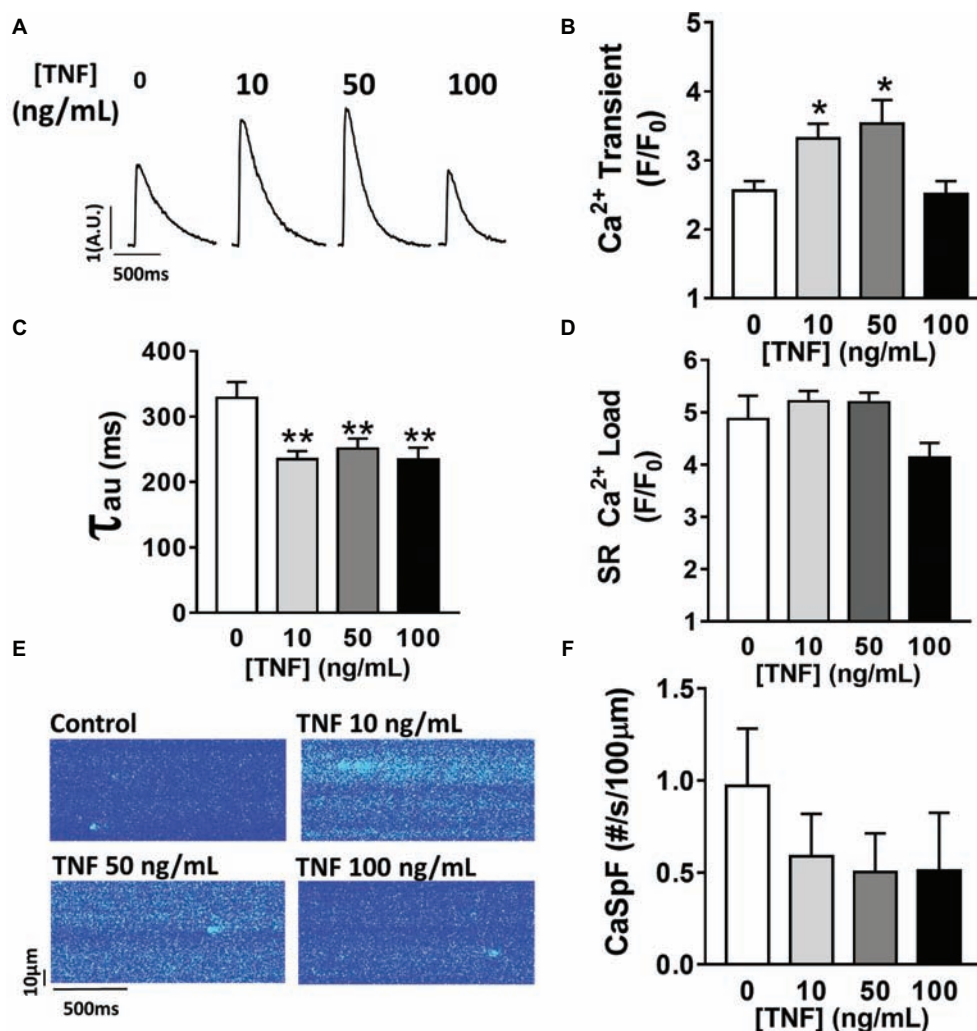 A
[TNF]
(ng/mL)
0
10
50
100
1(A.U.)
500ms
B
Ca2+ Transient
(F/F0)
5
4
3
2
1
*
*
0 10 50 100
[TNF] (ng/mL)
C
τau (ms)
400
300
200
100
0
** ** **
0 10 50 100
[TNF] (ng/mL)
D
SR Ca2+ Load
(F/F0)
6
5
4
3
2
1
0 10 50 100
[TNF] (ng/mL)
E
Control
TNF 10 ng/mL
TNF 50 ng/mL
TNF 100 ng/mL
10μm
500ms
F
CaSpF (#/s/100μm)
1.5
1.0
0.5
0.0
0 10 50 100
[TNF] (ng/mL)